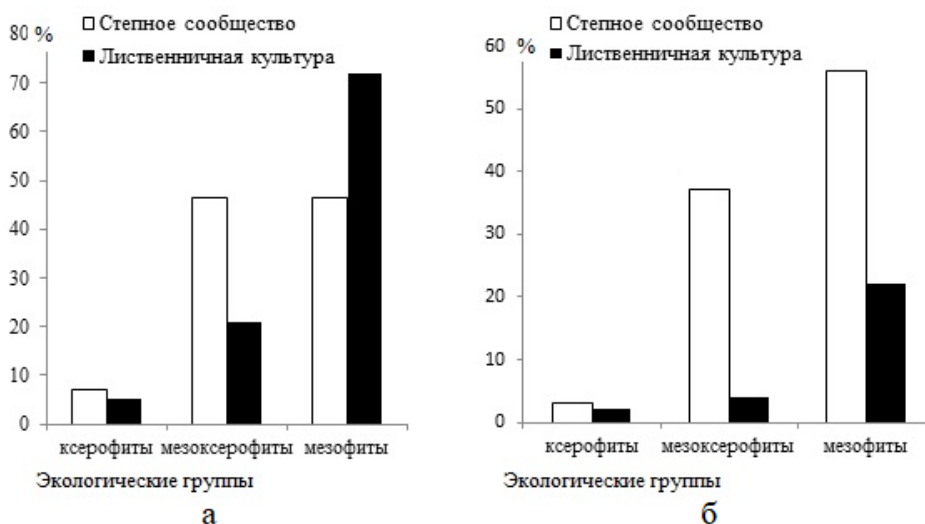 Степное сообщество
80 %
Лиственничная культура
70
60
50
40
30
20
10
0
ксерофиты мезоксерофиты мезофиты
Экологические группы
а
Степное сообщество
60 %
Лиственничная культура
50
40
30
20
10
0
ксерофиты мезоксерофиты мезофиты
Экологические группы
б